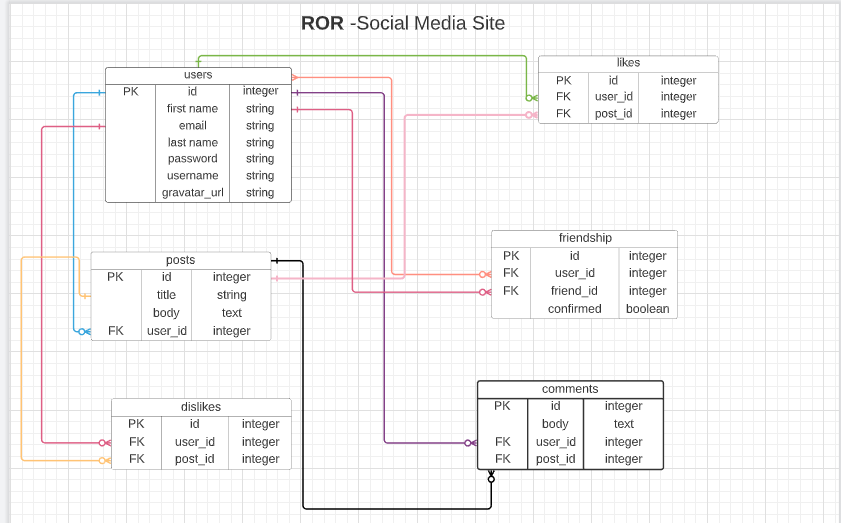 ROR -Social Media Site
users
PK id integer
first name string
email string
last name string
password string
username string
gravatar_url string
likes
PK id integer
FK user_id integer
FK post_id integer
posts
PK id integer
title string
body text
FK user_id integer
friendship
PK id integer
FK user_id integer
FK friend_id integer
confirmed boolean
dislikes
PK id integer
FK user_id integer
FK post_id integer
comments
PK id integer
body text
FK user_id integer
FK post_id integer